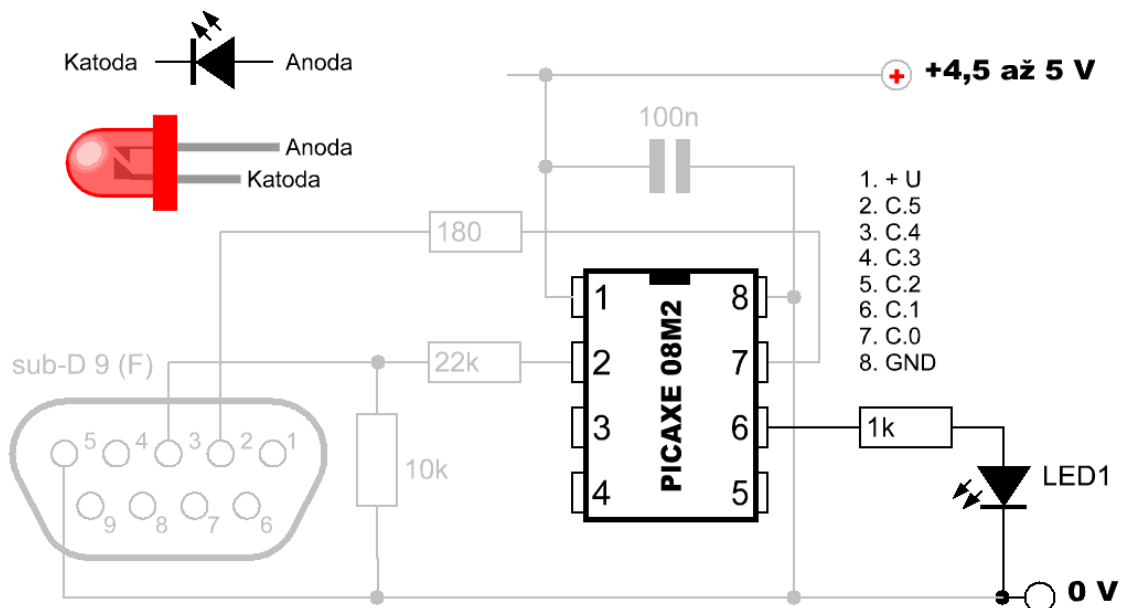 Katoda
Anoda
+4,5 až 5 V
Anoda
Katoda
100n
1. + U
2. C.5
3. C.4
4. C.3
5. C.2
6. C.1
7. C.0
8. GND
180
22k
10k
sub-D 9 (F)
5 4 3 2 1
9 8 7 6
PICAXE 08M2
1 8
2 7
3 6
4 5
1k
LED1
0 V